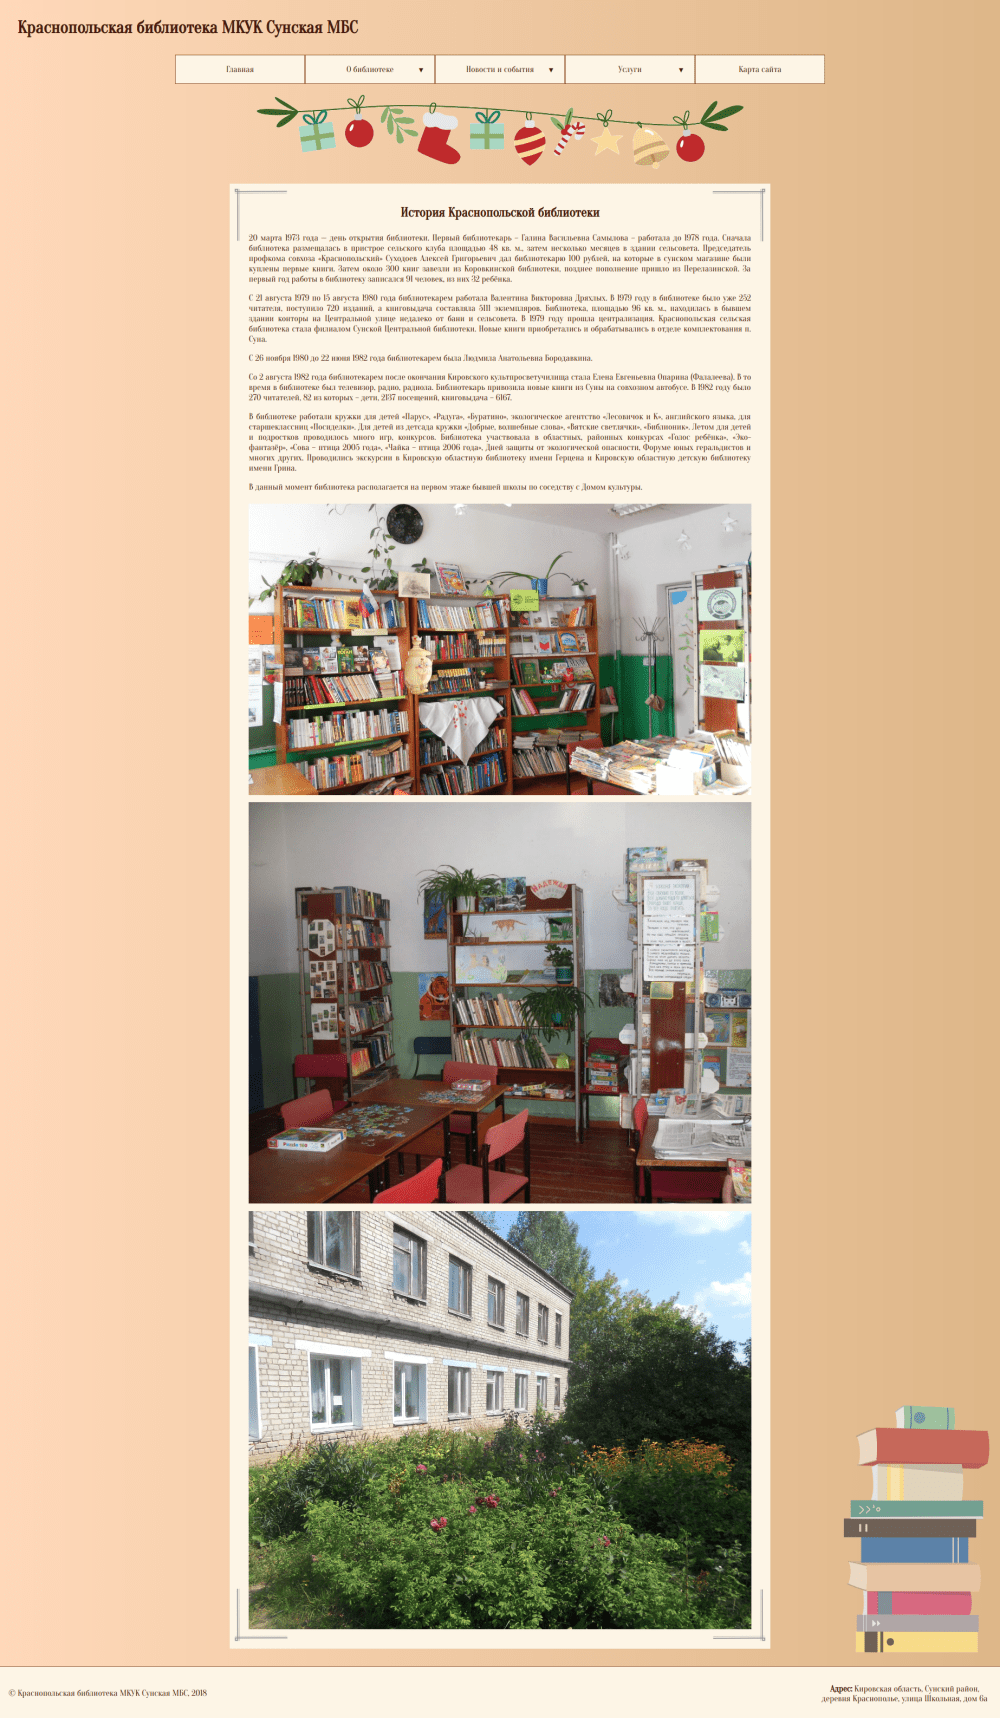 Краснопольская библиотека МКУК Сунская МБС
Главная
О библиотеке ▼
Новости и события ▼
Услуги ▼
Карта сайта
История Краснопольской библиотеки
20 марта 1973 года – день открытия библиотеки. Первый библиотекарь – Галина Васильевна Самылова – работала до 1978 года. Сначала
библиотека размещалась в пристрое сельского клуба площадью 48 кв. м., затем несколько месяцев в здании сельсовета. Председатель
профкома совхоза «Краснопольский» Суходоев Алексей Григорьевич дал библиотекарю 100 рублей, на которые в сунском магазине были
куплены первые книги. Затем около 300 книг завезли из Коровкинской библиотеки, позднее пополнение пришло из Перелазинской. За
первый год работы в библиотеку записался 91 человек, из них 32 ребёнка.
С 21 августа 1979 по 15 августа 1980 года библиотекарем работала Валентина Викторовна Дряхлых. В 1979 году в библиотеке было уже 252
читателя, поступило 720 изданий, а книговыдача составляла 5111 экземпляров. Библиотека, площадью 96 кв. м., находилась в бывшем
здании конторы на Центральной улице недалеко от бани и сельсовета. В 1979 году прошла централизация. Краснопольская сельская
библиотека стала филиалом Сунской Центральной библиотеки. Новые книги приобретались и обрабатывались в отделе комплектования п.
Суна.
С 26 ноября 1980 до 22 июня 1982 года библиотекарем была Людмила Анатольевна Бородавкина.
Со 2 августа 1982 года библиотекарем после окончания Кировского культпросветучилища стала Елена Евгеньевна Опарина (Фалалеева). В то
время в библиотеке был телевизор, радио, радиола. Библиотекарь привозила новые книги из Суны на совхозном автобусе. В 1982 году было
270 читателей, 82 из которых – дети, 2137 посещений, книговыдача – 6167.
В библиотеке работали кружки для детей «Парус», «Радуга», «Буратино», экологическое агентство «Лесовичок и К», английского языка, для
старшеклассниц «Посиделки». Для детей из детсада кружки «Добрые, волшебные слова», «Вятские светлячки», «Библионик». Летом для детей
и подростков проводилось много игр, конкурсов. Библиотека участвовала в областных, районных конкурсах «Голос ребёнка», «Эко-
фантазёр», «Сова – птица 2005 года», «Чайка – птица 2006 года», Дней защиты от экологической опасности, Форуме юных геральдистов и
многих других. Проводились экскурсии в Кировскую областную библиотеку имени Герцена и Кировскую областную детскую библиотеку
имени Грина.
В данный момент библиотека располагается на первом этаже бывшей школы по соседству с Домом культуры.
© Краснопольская библиотека МКУК Сунская МБС, 2018
Адрес: Кировская область, Сунский район,
деревня Краснополье, улица Школьная, дом 6а